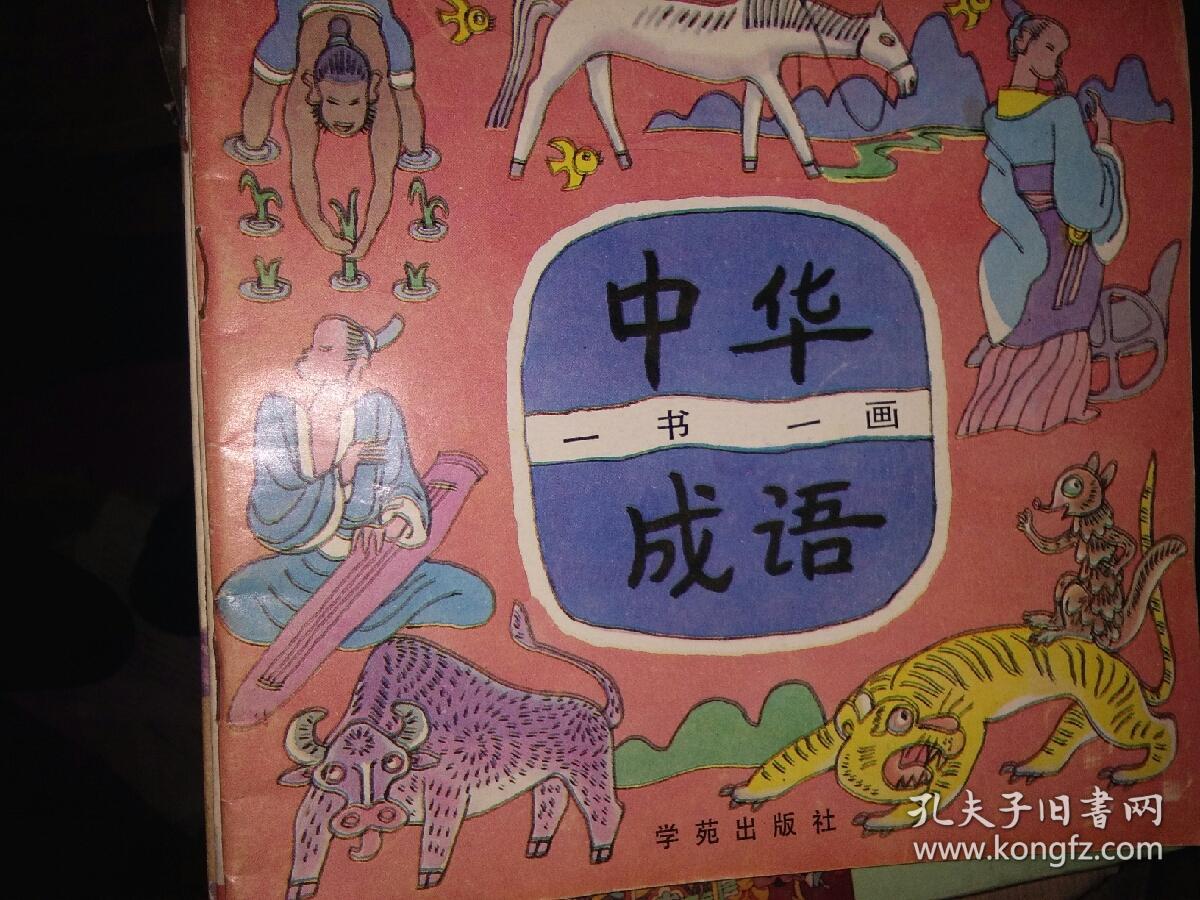 中华
一书一画
成语
学苑出版社
孔夫子旧書网
www.kongfz.com